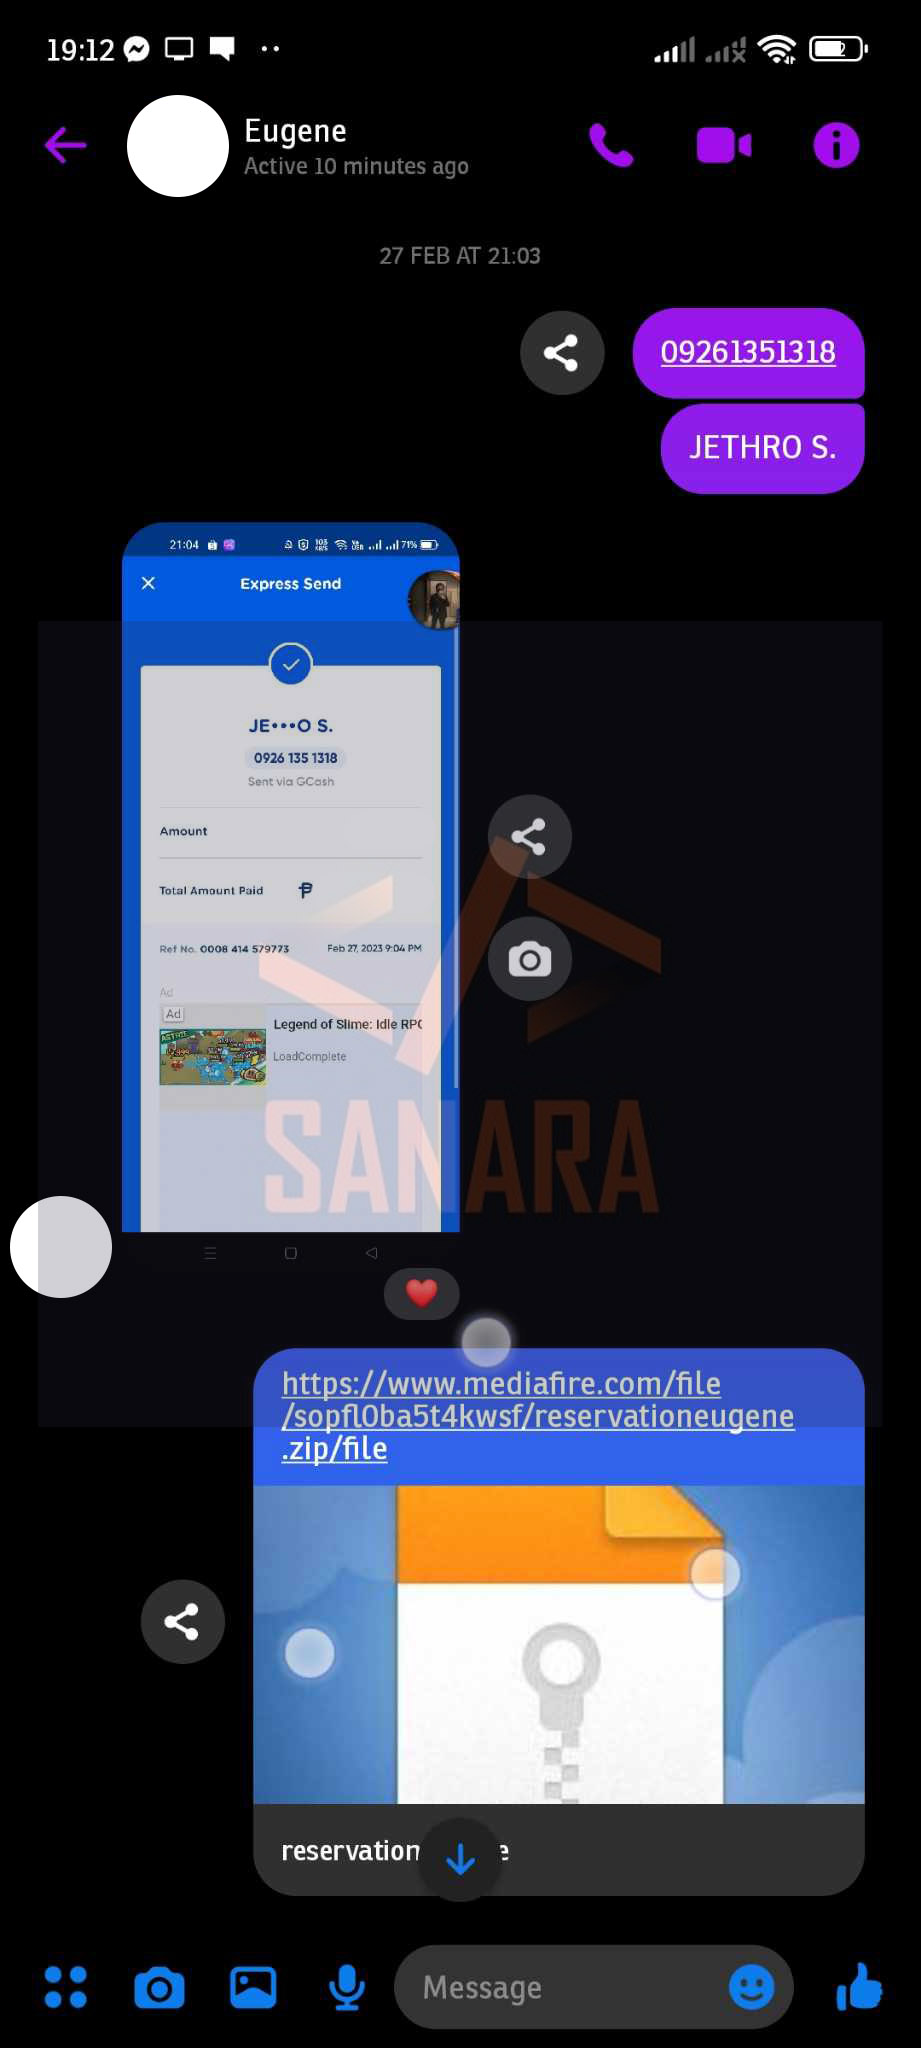 19:12
2
Eugene
Active 10 minutes ago
27 FEB AT 21:03
09261351318
JETHRO S.
21:04
71%
Express Send
JE•••O S.
0926 135 1318
Sent via GCash
Amount
Total Amount Paid ₱
Ref No. 0008 414 579773 Feb 27, 2023 9:04 PM
Ad
Ad
Legend of Slime: Idle RPG
LoadComplete
SANARA
https://www.mediafire.com/file
/sopfl0ba5t4kwsf/reservationeugene
.zip/file
Message